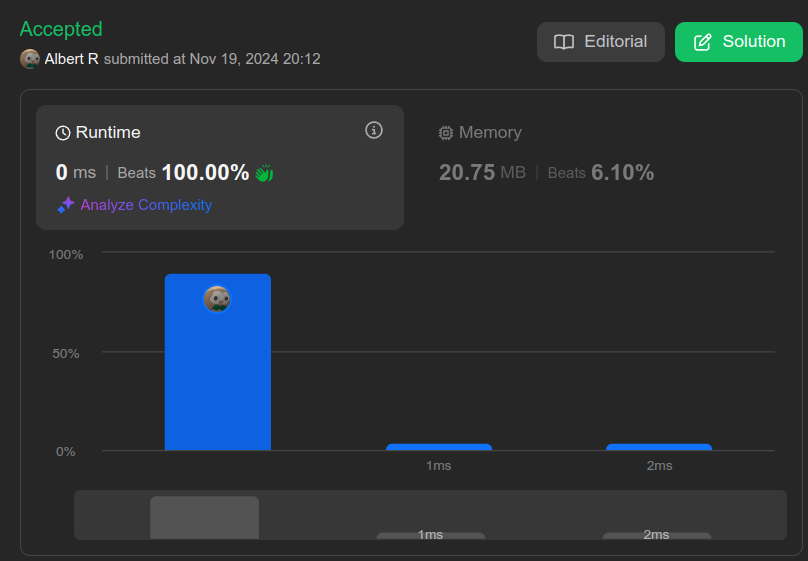 Accepted
Editorial
Solution
Albert R submitted at Nov 19, 2024 20:12
Runtime
Memory
0 ms | Beats 100.00%
20.75 MB | Beats 6.10%
Analyze Complexity
100%
50%
0%
1ms 2ms
1ms 2ms